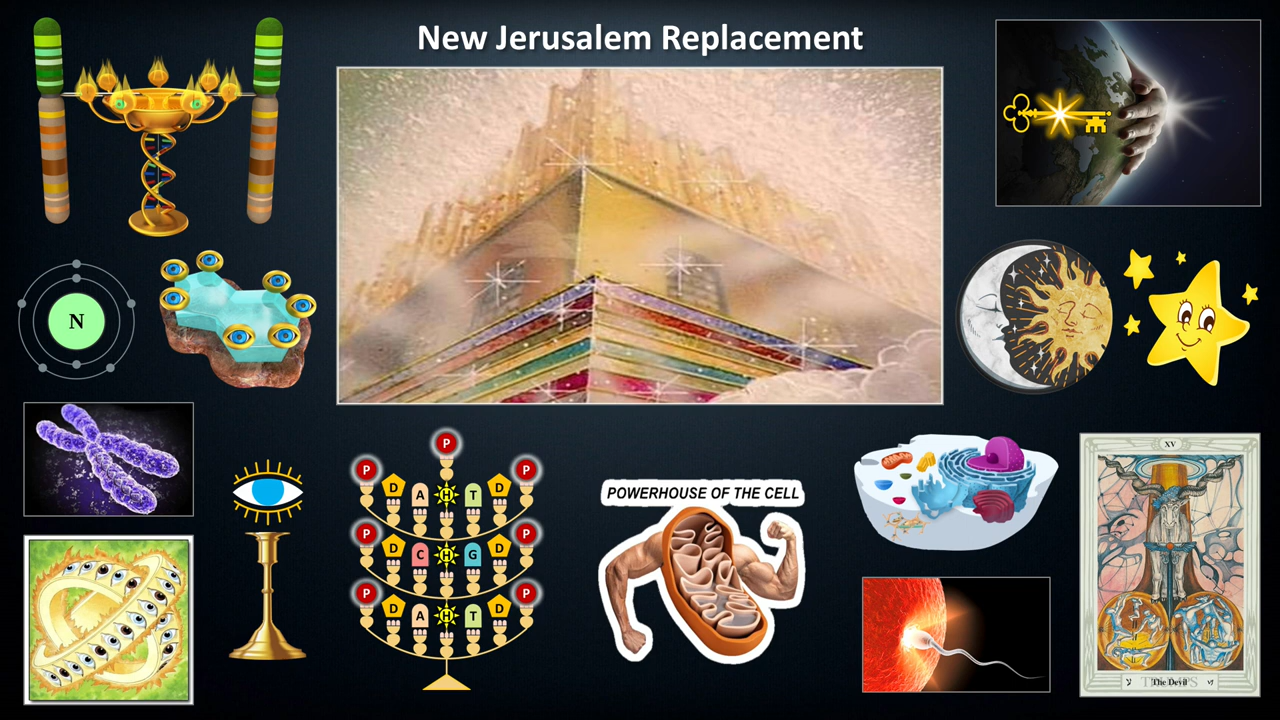 New Jerusalem Replacement
N
P
P P
D A H T D
P P
D C H G D
P P
D A H T D
POWERHOUSE OF THE CELL
XV
The Devil